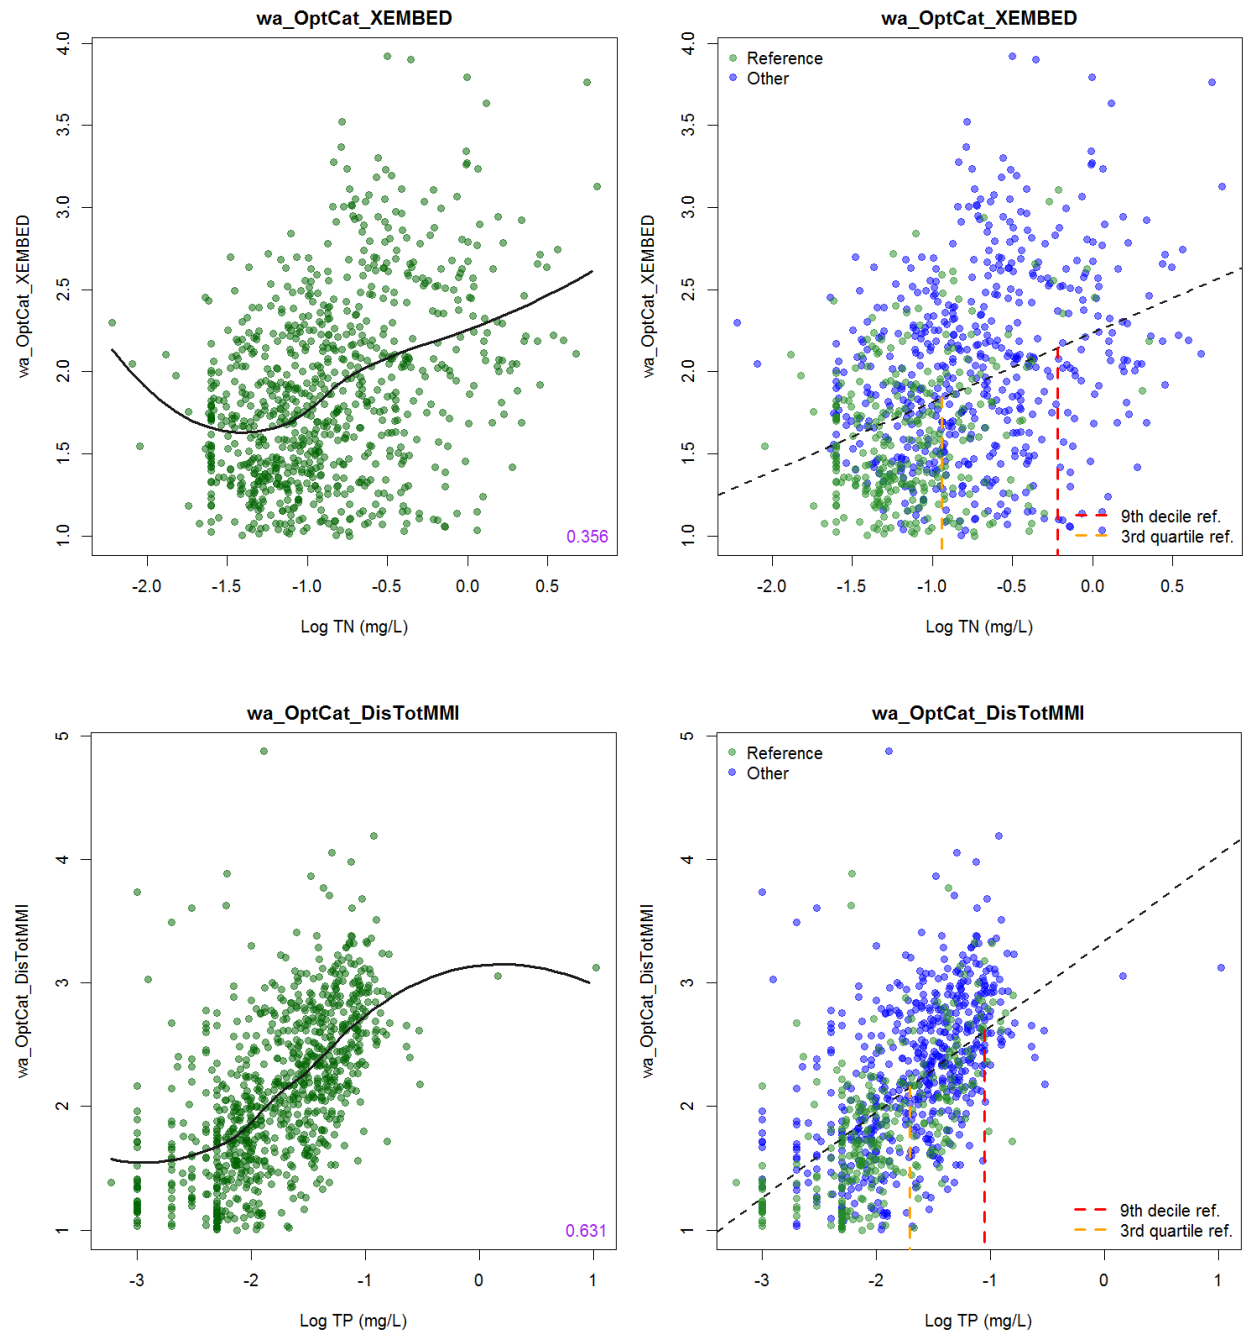 wa_OptCat_XEMBED
wa_OptCat_XEMBED
4.0
3.5
3.0
2.5
2.0
1.5
1.0
-2.0 -1.5 -1.0 -0.5 0.0 0.5
Log TN (mg/L)
0.356
wa_OptCat_XEMBED
wa_OptCat_XEMBED
4.0
3.5
3.0
2.5
2.0
1.5
1.0
Reference
Other
9th decile ref.
3rd quartile ref.
-2.0 -1.5 -1.0 -0.5 0.0 0.5
Log TN (mg/L)
wa_OptCat_DisTotMMI
wa_OptCat_DisTotMMI
5
4
3
2
1
0.631
-3 -2 -1 0 1
Log TP (mg/L)
wa_OptCat_DisTotMMI
wa_OptCat_DisTotMMI
5
4
3
2
1
Reference
Other
9th decile ref.
3rd quartile ref.
-3 -2 -1 0 1
Log TP (mg/L)